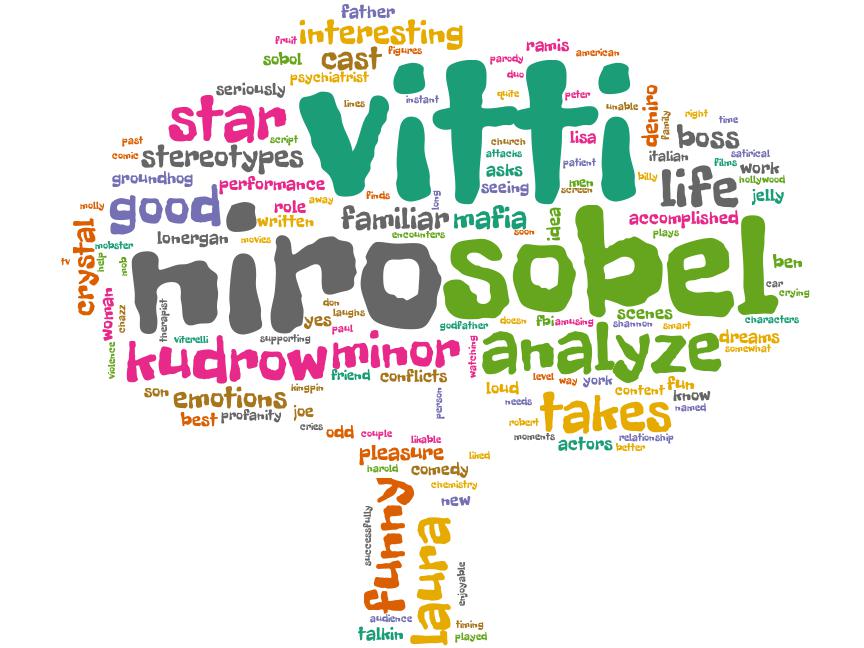 father
fruit interesting figures ramis american
sobol cast parody
psychiatrist duo
seriously vitti quite peter
star lines instant unable deniro family right time
past script church lisa boss satirical
comic stereotypes attacks patient italian films work
groundhog performance asks billy life hollywood
molly good role away finds long seeing men screen jelly
written familiar mafia idea accomplished
crystal lonergan movies encounters soon plays
mobster
tv help mob niro sobel ben
car
woman chazz therapist don crying
yes laughs scenes characters
viterelli supporting paul godfather doesn fbi amusing shannon smart
violence kudrow minor watching analyze dreams
somewhat
friend conflicts level way york content fun
son emotions kingpin person loud needs takes know
best profanity joe named
cries odd couple likable robert
moments actors relationship
better
pleasure liked
harold comedy
chemistry
funny new
successfully laura enjoyable
audience timing
talkin played